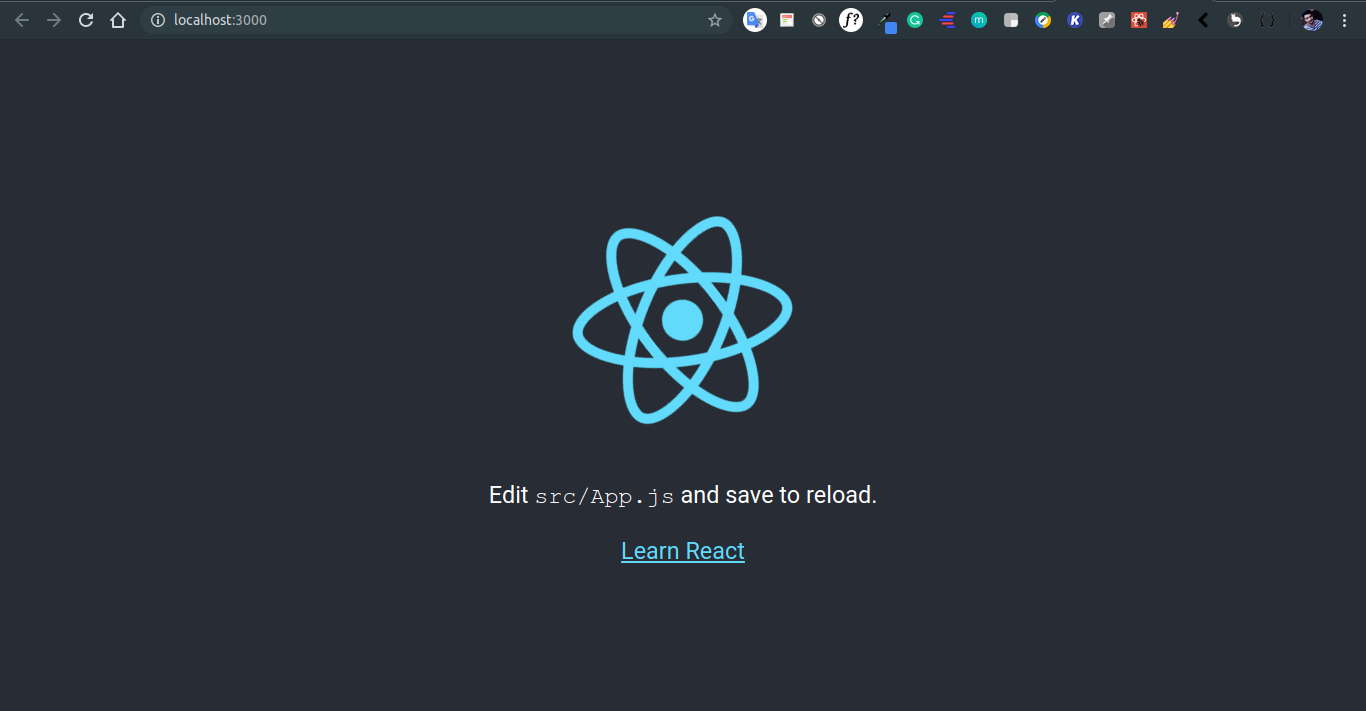 localhost:3000
f?
G
m
K
Edit src/App.js and save to reload.
Learn React